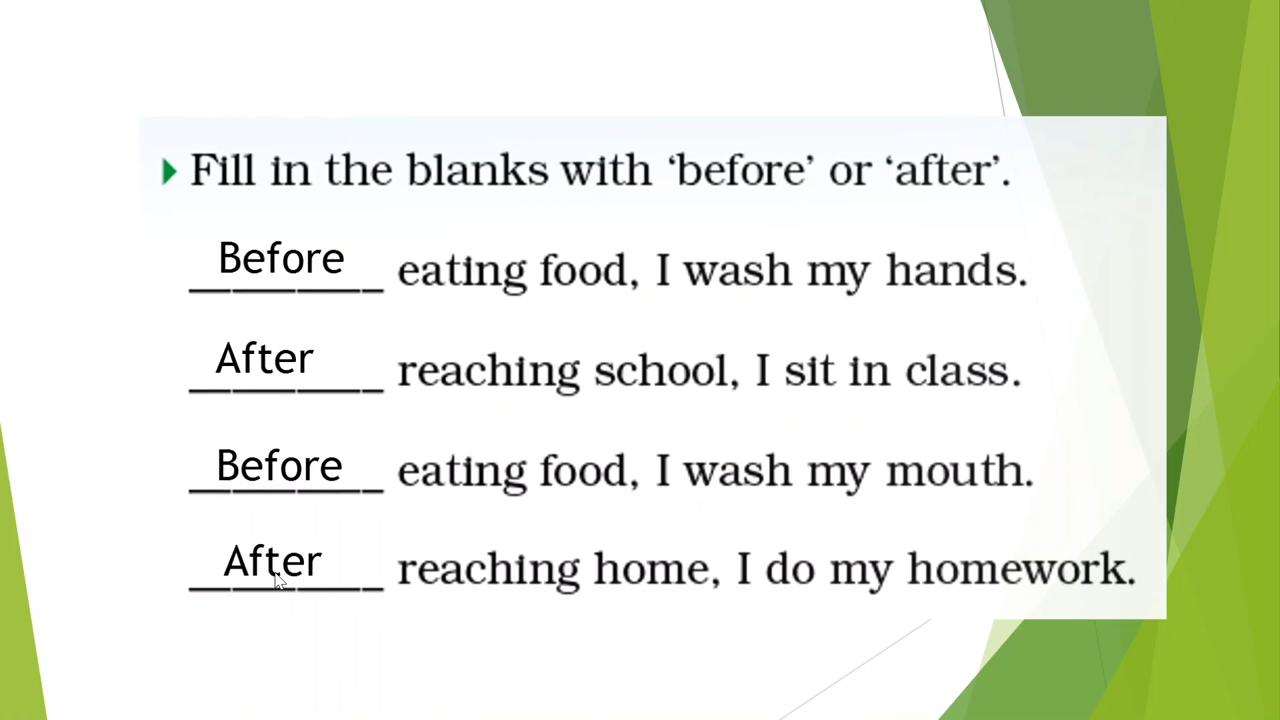 Fill in the blanks with ‘before’ or ‘after’.
Before eating food, I wash my hands.
After reaching school, I sit in class.
Before eating food, I wash my mouth.
After reaching home, I do my homework.